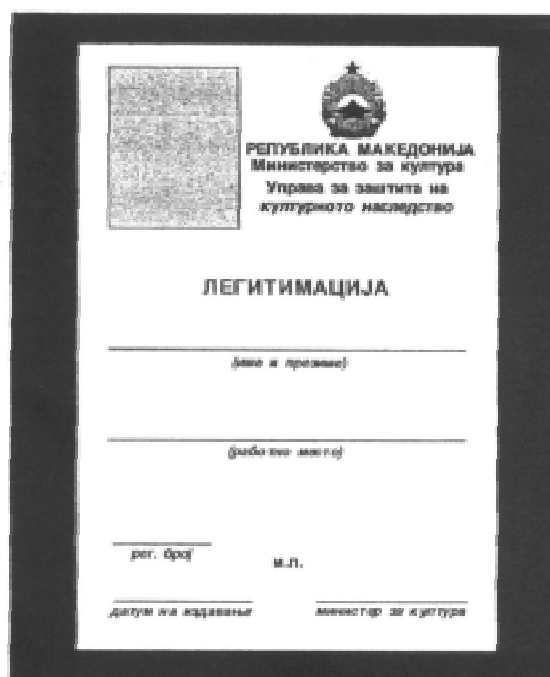 РЕПУБЛИКА МАКЕДОНИЈА
Министерство за култура
Управа за заштита на
културното наследство
ЛЕГИТИМАЦИЈА
(име и презиме)
(работно место)
рег. број
м.п.
датум на издавање
министер за култура